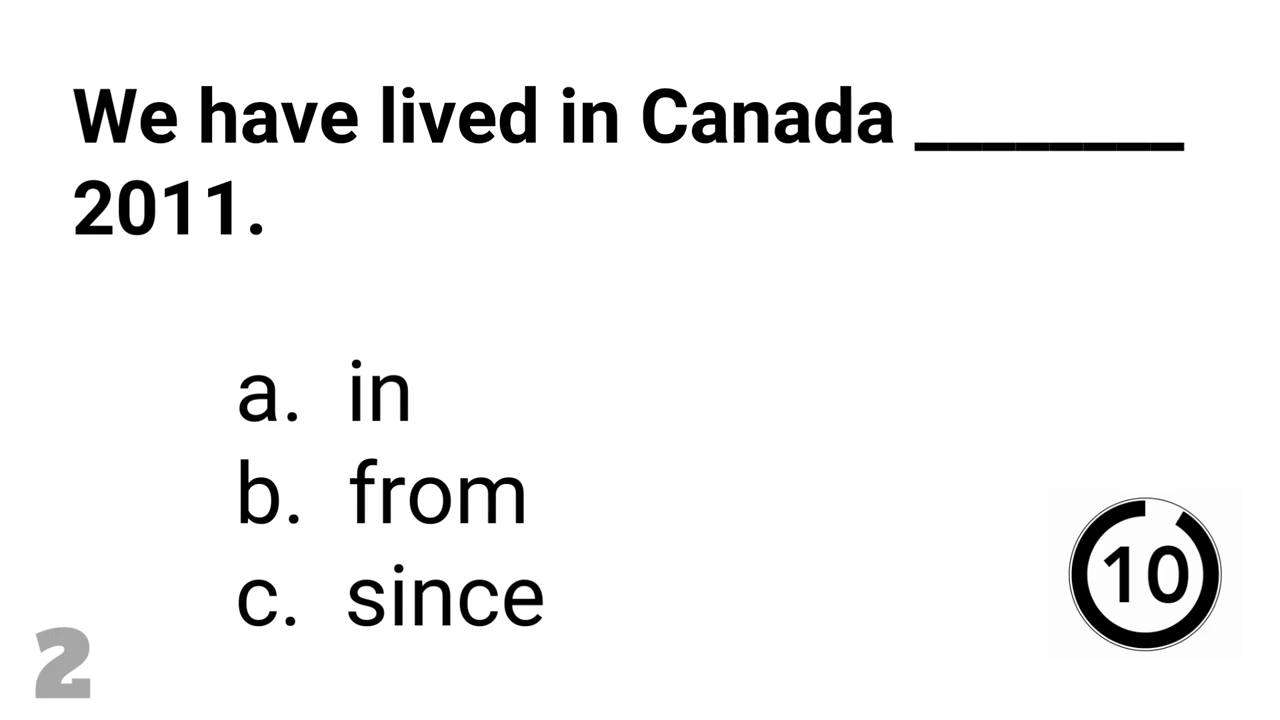 We have lived in Canada ________
2011.
a. in
b. from
c. since
10
2